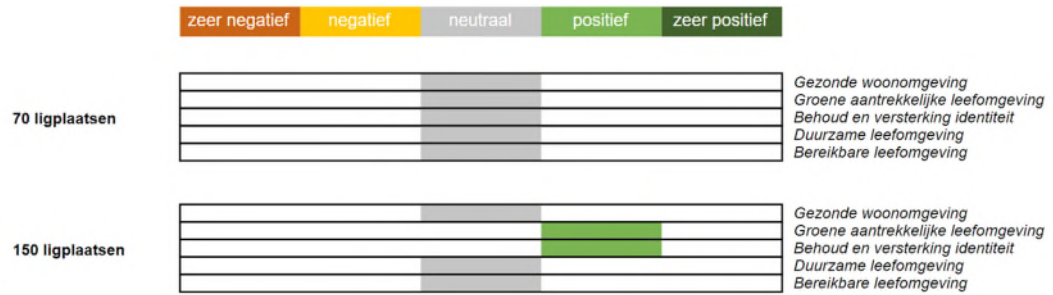 zeer negatief negatief neutraal positief zeer positief
Gezonde woonomgeving
Groene aantrekkelijke leefomgeving
70 ligplaatsen Behoud en versterking identiteit
Duurzame leefomgeving
Bereikbare leefomgeving
Gezonde woonomgeving
Groene aantrekkelijke leefomgeving
150 ligplaatsen Behoud en versterking identiteit
Duurzame leefomgeving
Bereikbare leefomgeving